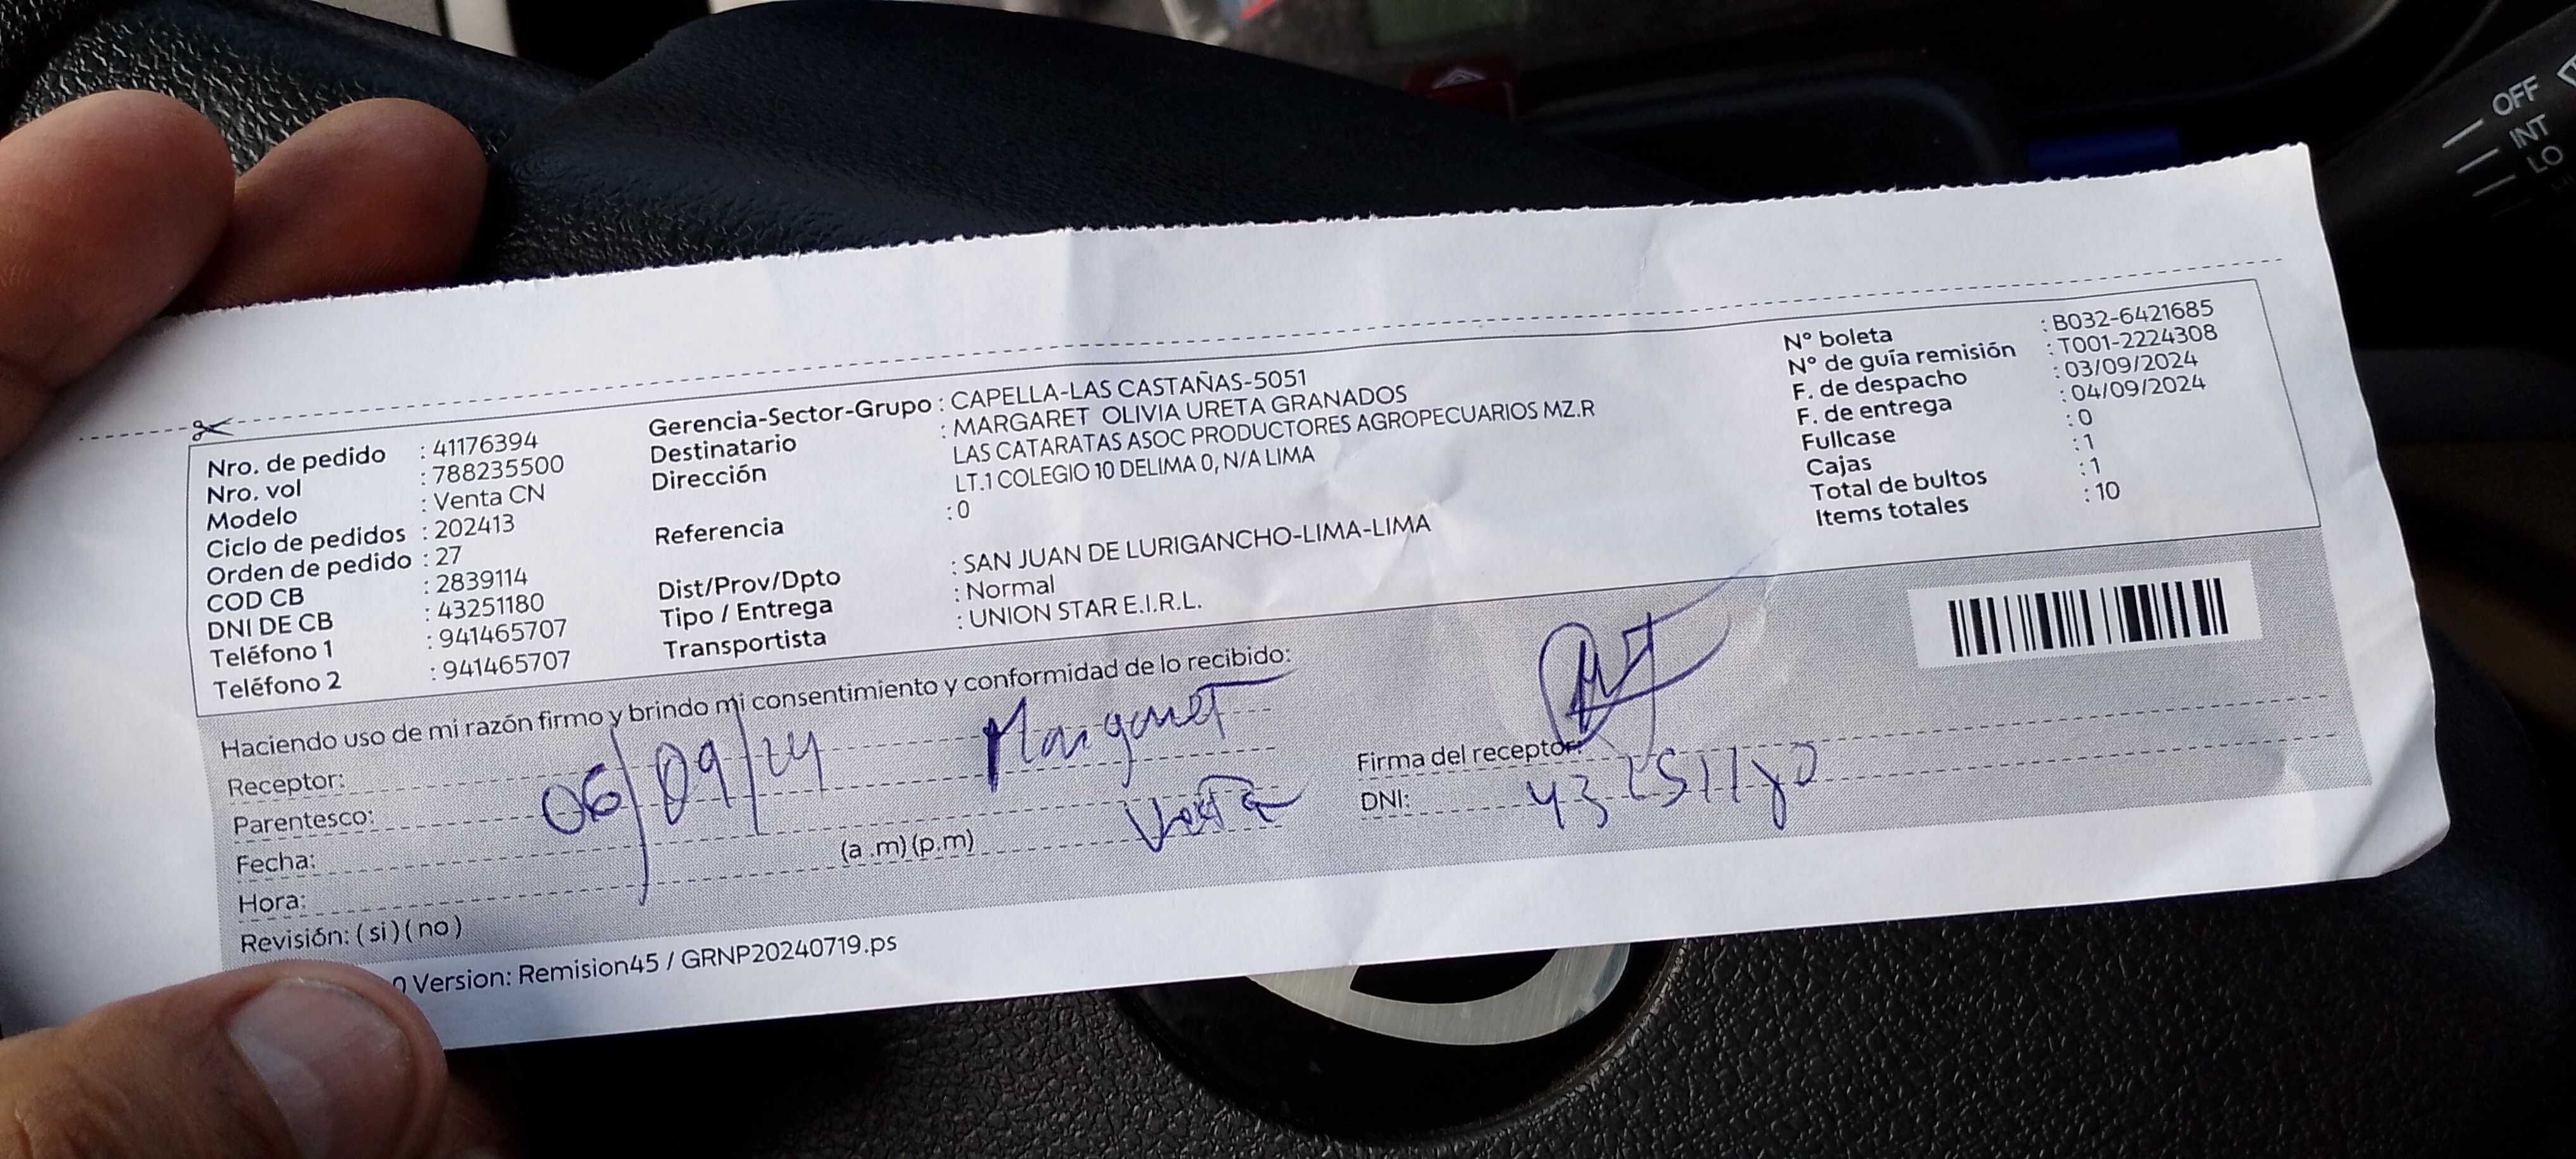 OFF
INT
LO
Nro. de pedido : 41176394
Nro. vol : 788235500
Modelo : Venta CN
Ciclo de pedidos : 202413
Orden de pedido : 27
COD CB : 2839114
DNI DE CB : 43251180
Teléfono 1 : 941465707
Teléfono 2 : 941465707
Gerencia-Sector-Grupo : CAPELLA-LAS CASTAÑAS-5051
Destinatario : MARGARET OLIVIA URETA GRANADOS
Dirección LAS CATARATAS ASOC PRODUCTORES AGROPECUARIOS MZ.R
LT.1 COLEGIO 10 DELIMA 0, N/A LIMA
Referencia : 0
Dist/Prov/Dpto : SAN JUAN DE LURIGANCHO-LIMA-LIMA
Tipo / Entrega : Normal
Transportista : UNION STAR E.I.R.L.
N° boleta : B032-6421685
N° de guía remisión : T001-2224308
F. de despacho : 03/09/2024
F. de entrega : 04/09/2024
Fullcase : 0
Cajas : 1
Total de bultos : 1
Items totales : 10
Haciendo uso de mi razón firmo y brindo mi consentimiento y conformidad de lo recibido:
Receptor: Margaret
Parentesco:
06/09/24
Fecha:
Hora: (a .m) (p.m)
Revisión: ( si ) ( no )
Firma del receptor:
DNI: 43251180
0 Version: Remision45 / GRNP20240719.ps